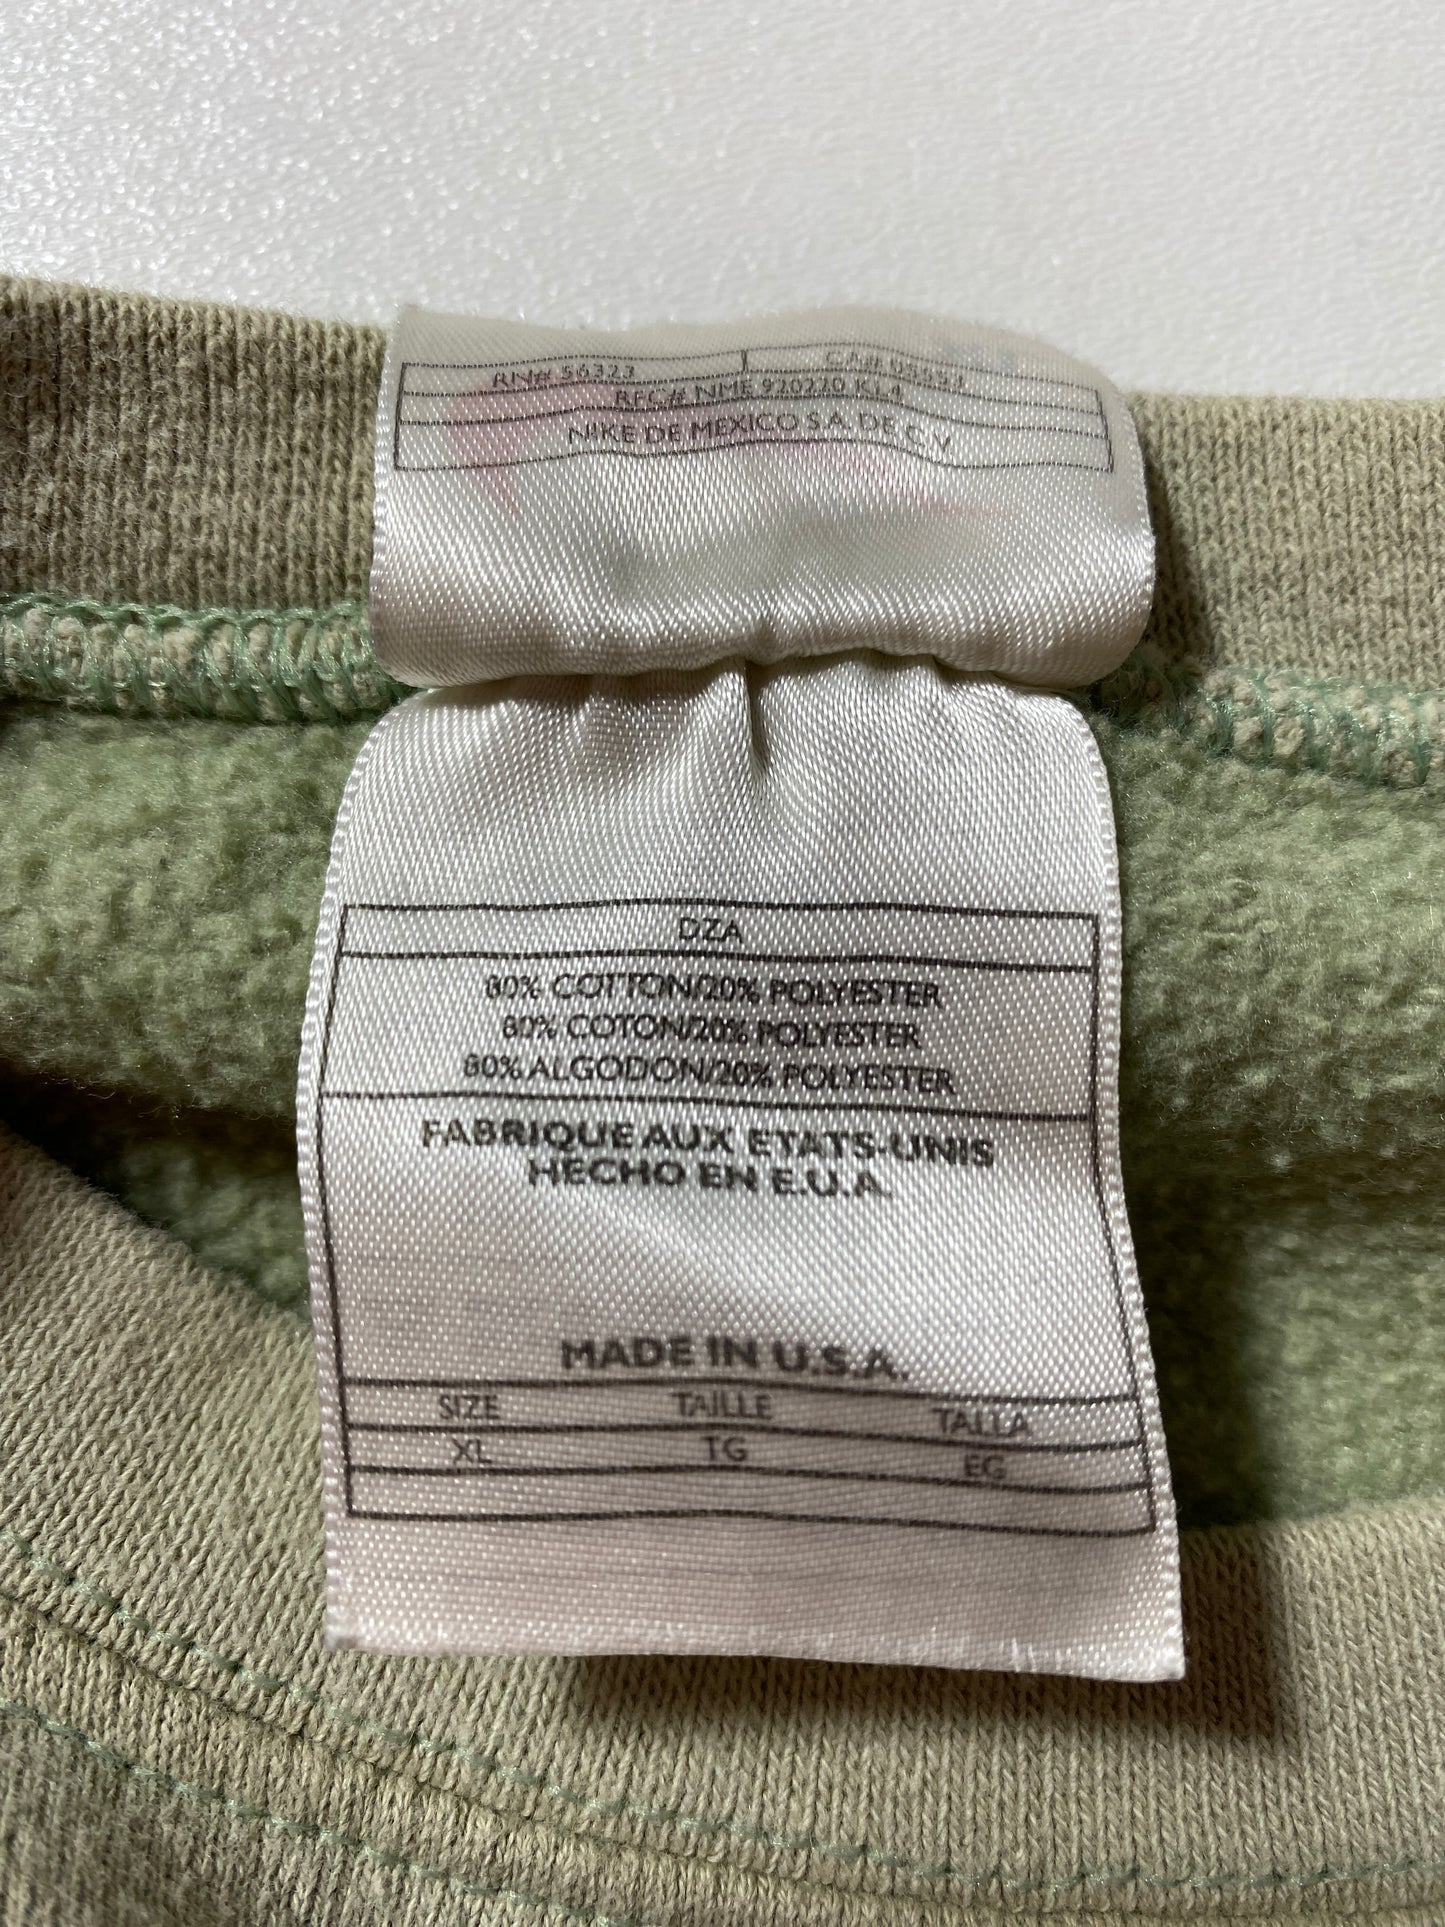 RN# 56323 CA# 05553
RFC# NME 920220 KL4
NIKE DE MEXICO S.A. DE C.V.
DZA
80% COTTON/20% POLYESTER
80% COTON/20% POLYESTER
80% ALGODON/20% POLYESTER
FABRIQUE AUX ETATS-UNIS
HECHO EN E.U.A.
MADE IN U.S.A.
SIZE TAILLE TALLA
XL TG EG